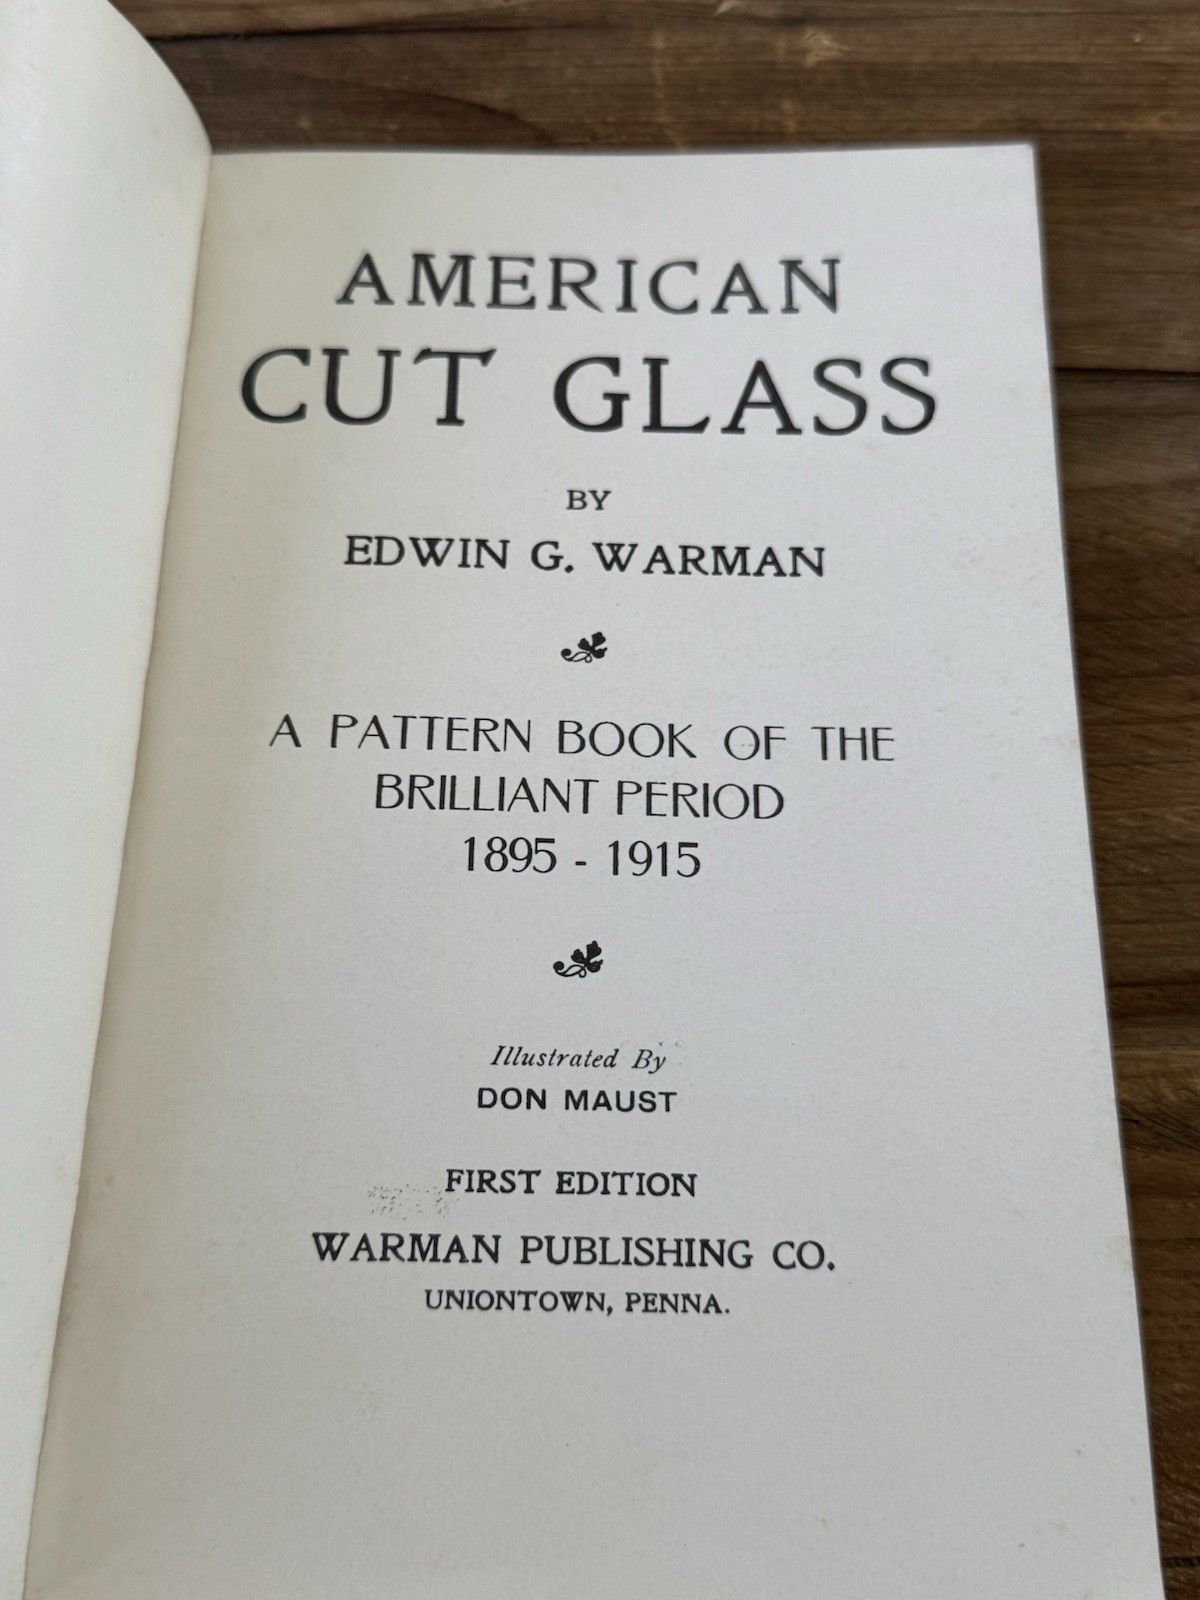 AMERICAN
CUT GLASS
BY
EDWIN G. WARMAN
A PATTERN BOOK OF THE
BRILLIANT PERIOD
1895 - 1915
Illustrated By
DON MAUST
FIRST EDITION
WARMAN PUBLISHING CO.
UNIONTOWN, PENNA.